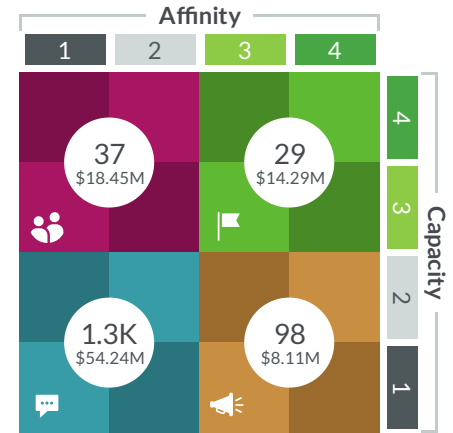 Affinity
1 2 3 4
37
$18.45M
29
$14.29M
4
3
Capacity
2
1
1.3K
$54.24M
98
$8.11M